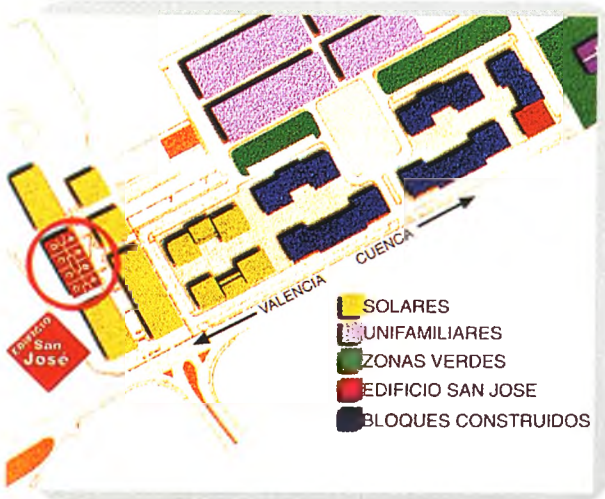 CUENCA
VALENCIA
EDIFICIO
San
José
SOLARES
UNIFAMILIARES
ZONAS VERDES
EDIFICIO SAN JOSE
BLOQUES CONSTRUIDOS